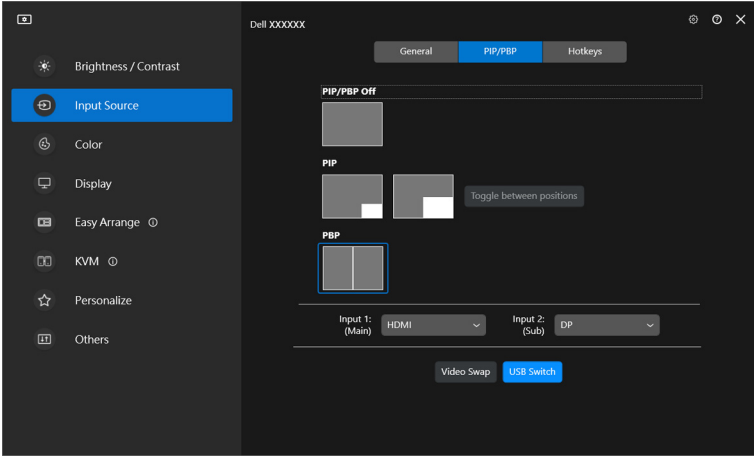 Dell XXXXXX
General
PIP/PBP
Hotkeys
Brightness / Contrast
Input Source
Color
Display
Easy Arrange
KVM
Personalize
Others
PIP/PBP Off
PIP
Toggle between positions
PBP
Input 1:
(Main)
HDMI
Input 2:
(Sub)
DP
Video Swap
USB Switch